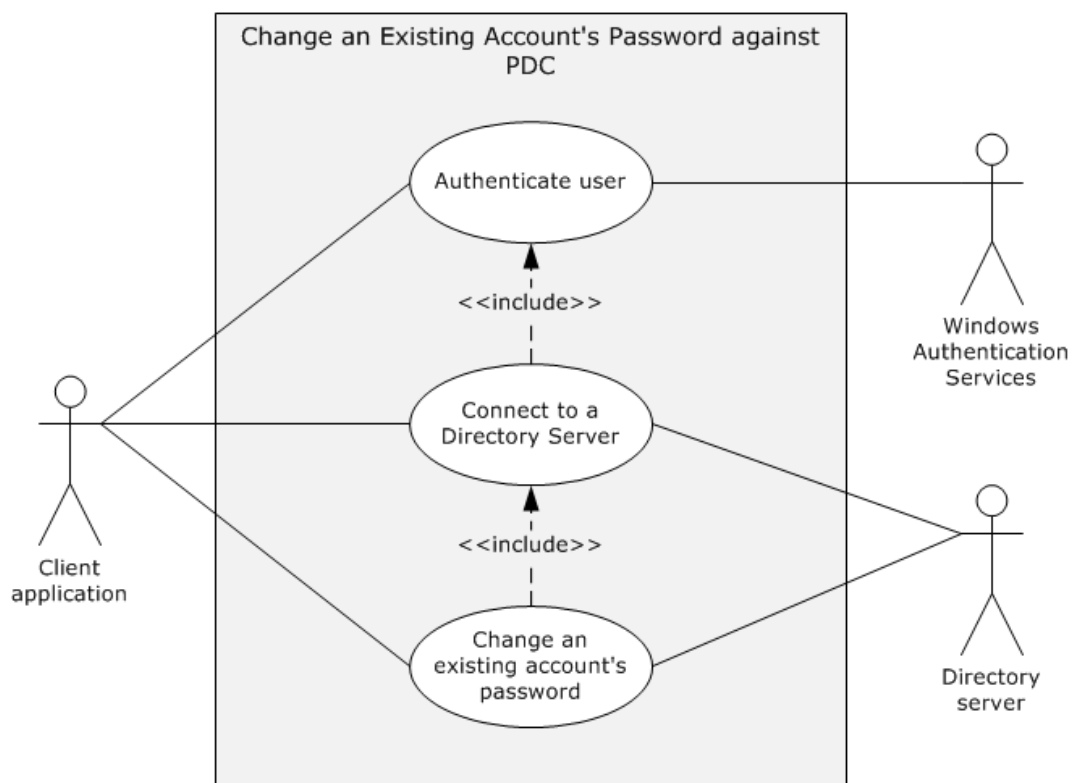 Change an Existing Account's Password against
PDC
Authenticate user
<<include>>
Windows
Authentication
Services
Connect to a
Directory Server
Client
application
<<include>>
Change an
existing account's
password
Directory
server